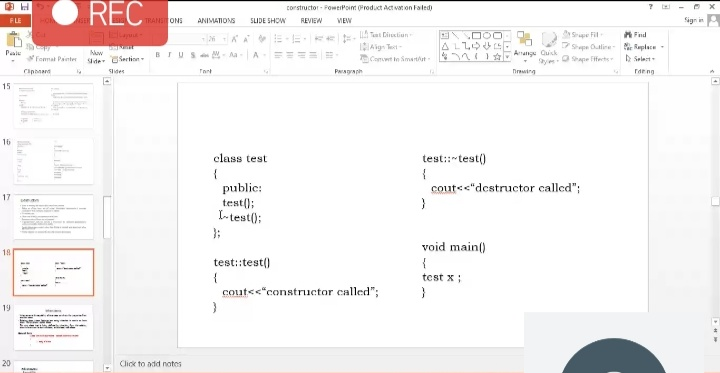 REC
constructor - PowerPoint (Product Activation Failed)
Sign in
FILE
TRANSITIONS
ANIMATIONS
SLIDE SHOW
REVIEW
VIEW
Paste
Copy
Format Painter
Clipboard
New
Slide
Layout
Section
Slides
Font
Paragraph
Text Direction
Align Text
Convert to SmartArt
Arrange
Quick
Styles
Shape Fill
Shape Outline
Shape Effects
Drawing
Find
Replace
Select
Editing
15
16
17
18
19
20
class test
{
public:
test();
~test();
};
test::test()
{
cout<<“constructor called”;
}
test::~test()
{
cout<<“destructor called”;
}
void main()
{
test x ;
}
Click to add notes